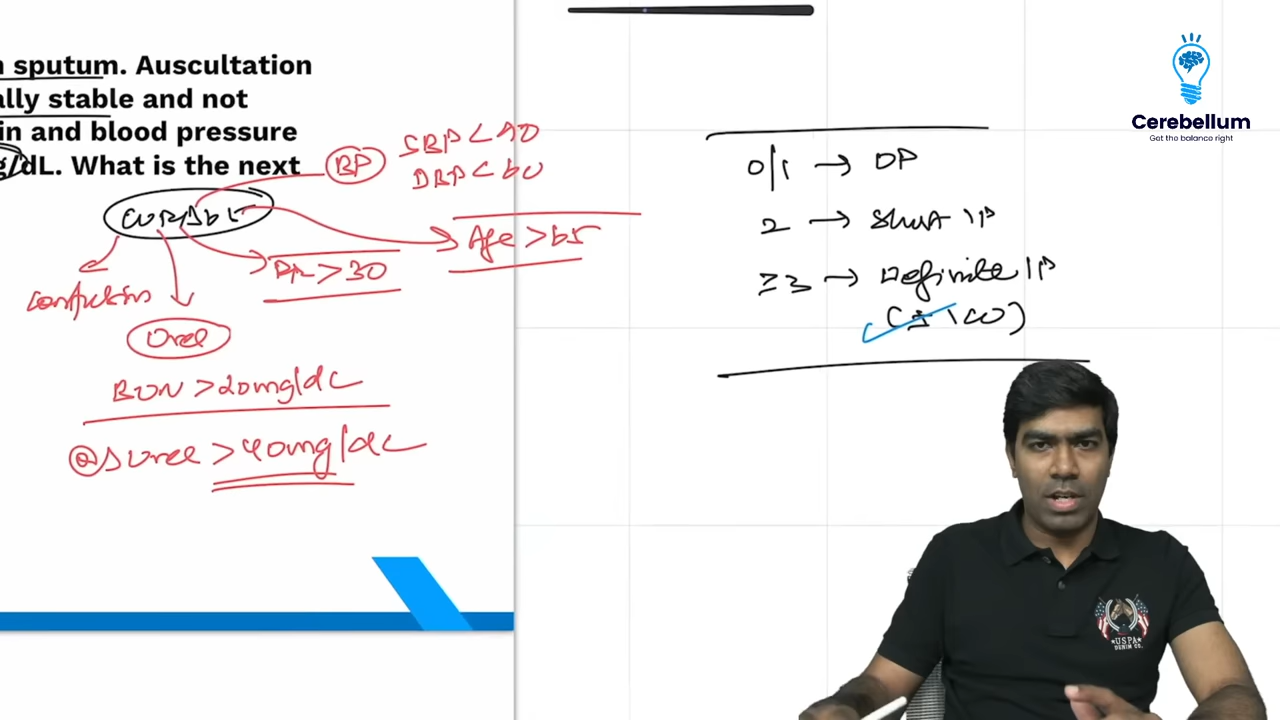 n sputum. Auscultation
ally stable and not
in and blood pressure
g/dL. What is the next
BP
SBP < 90
DBP < 60
CURB65
Age > 65
RR > 30
Confusion
Urea
BUN > 20mg/dL
S Urea > 40mg/dL
0/1 → OP
2 → Short IP
≥3 → Definite IP
(± ICU)
Cerebellum
Get the balance right
USPA
DENIM CO.